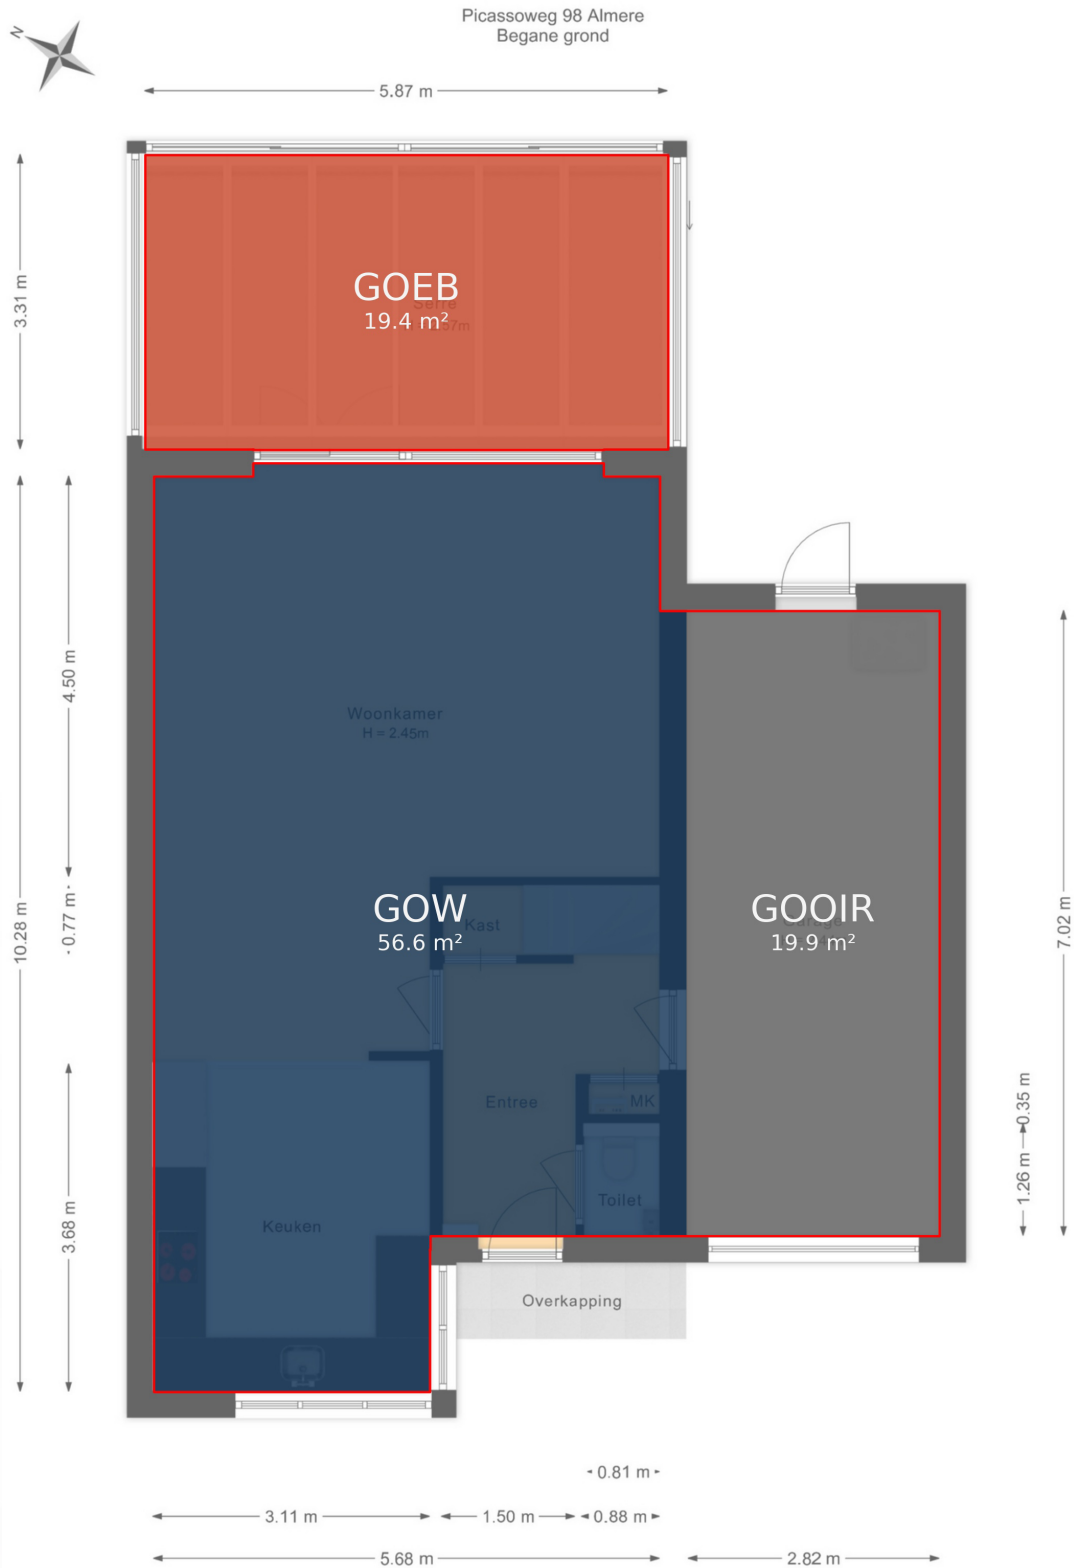 Picassoweg 98 Almere
Begane grond
N
5.87 m
3.31 m
GOEB
Serre
19.4 m²
10.28 m
4.50 m
0.77 m
3.68 m
Woonkamer
H = 2.45m
GOW
56.6 m²
Kast
GOOIR
Garage
19.9 m²
7.02 m
Entree
MK
Toilet
Keuken
0.35 m
1.26 m
Overkapping
0.81 m
3.11 m
1.50 m
0.88 m
5.68 m
2.82 m